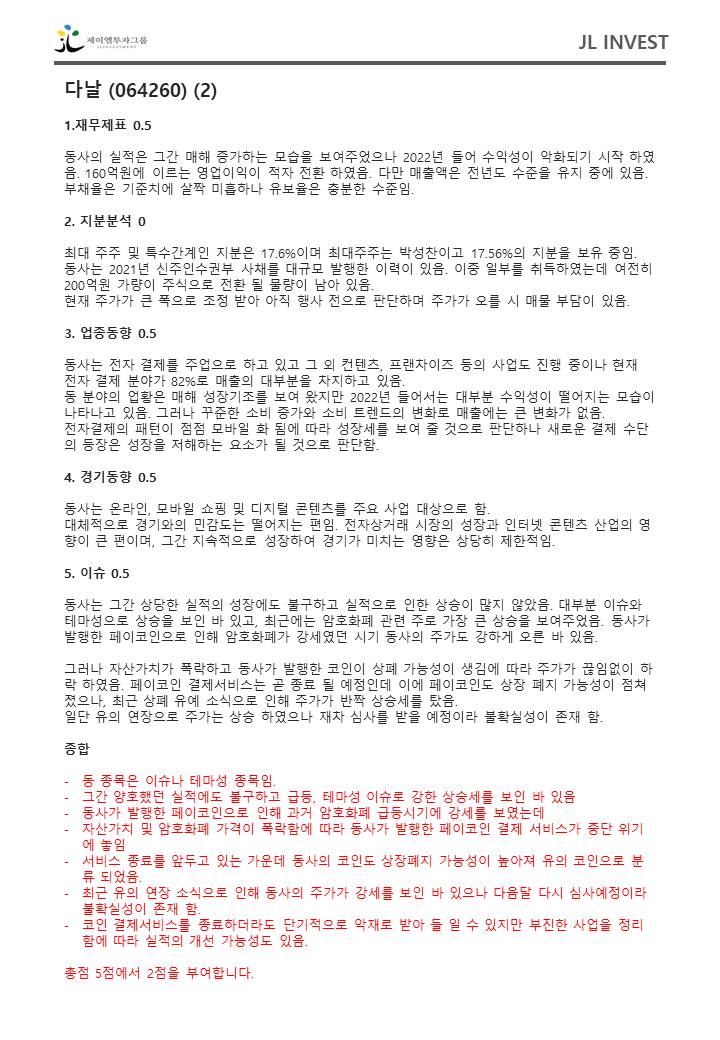 제이엘투자그룹
JLINVESTMENT
JL INVEST
다날 (064260) (2)
1.재무제표 0.5
동사의 실적은 그간 매해 증가하는 모습을 보여주었으나 2022년 들어 수익성이 악화되기 시작 하였
음. 160억원에 이르는 영업이익이 적자 전환 하였음. 다만 매출액은 전년도 수준을 유지 중에 있음.
부채율은 기준치에 살짝 미흡하나 유보율은 충분한 수준임.
2. 지분분석 0
최대 주주 및 특수간계인 지분은 17.6%이며 최대주주는 박성찬이고 17.56%의 지분을 보유 중임.
동사는 2021년 신주인수권부 사채를 대규모 발행한 이력이 있음. 이중 일부를 취득하였는데 여전히
200억원 가량이 주식으로 전환 될 물량이 남아 있음.
현재 주가가 큰 폭으로 조정 받아 아직 행사 전으로 판단하며 주가가 오를 시 매물 부담이 있음.
3. 업종동향 0.5
동사는 전자 결제를 주업으로 하고 있고 그 외 컨텐츠, 프랜차이즈 등의 사업도 진행 중이나 현재
전자 결제 분야가 82%로 매출의 대부분을 차지하고 있음.
동 분야의 업황은 매해 성장기조를 보여 왔지만 2022년 들어서는 대부분 수익성이 떨어지는 모습이
나타나고 있음. 그러나 꾸준한 소비 증가와 소비 트렌드의 변화로 매출에는 큰 변화가 없음.
전자결제의 패턴이 점점 모바일 화 됨에 따라 성장세를 보여 줄 것으로 판단하나 새로운 결제 수단
의 등장은 성장을 저해하는 요소가 될 것으로 판단함.
4. 경기동향 0.5
동사는 온라인, 모바일 쇼핑 및 디지털 콘텐츠를 주요 사업 대상으로 함.
대체적으로 경기와의 민감도는 떨어지는 편임. 전자상거래 시장의 성장과 인터넷 콘텐츠 산업의 영
향이 큰 편이며, 그간 지속적으로 성장하여 경기가 미치는 영향은 상당히 제한적임.
5. 이슈 0.5
동사는 그간 상당한 실적의 성장에도 불구하고 실적으로 인한 상승이 많지 않았음. 대부분 이슈와
테마성으로 상승을 보인 바 있고, 최근에는 암호화폐 관련 주로 가장 큰 상승을 보여주었음. 동사가
발행한 페이코인으로 인해 암호화폐가 강세였던 시기 동사의 주가도 강하게 오른 바 있음.
그러나 자산가치가 폭락하고 동사가 발행한 코인이 상폐 가능성이 생김에 따라 주가가 끊임없이 하
락 하였음. 페이코인 결제서비스는 곧 종료 될 예정인데 이에 페이코인도 상장 폐지 가능성이 점쳐
졌으나, 최근 상폐 유예 소식으로 인해 주가가 반짝 상승세를 탔음.
일단 유의 연장으로 주가는 상승 하였으나 재차 심사를 받을 예정이라 불확실성이 존재 함.
종합
- 동 종목은 이슈나 테마성 종목임.
- 그간 양호했던 실적에도 불구하고 급등, 테마성 이슈로 강한 상승세를 보인 바 있음
- 동사가 발행한 페이코인으로 인해 과거 암호화폐 급등시기에 강세를 보였는데
- 자산가치 및 암호화폐 가격이 폭락함에 따라 동사가 발행한 페이코인 결제 서비스가 중단 위기
에 놓임
- 서비스 종료를 앞두고 있는 가운데 동사의 코인도 상장폐지 가능성이 높아져 유의 코인으로 분
류 되었음.
- 최근 유의 연장 소식으로 인해 동사의 주가가 강세를 보인 바 있으나 다음달 다시 심사예정이라
불확실성이 존재 함.
- 코인 결제서비스를 종료하더라도 단기적으로 악재로 받아 들 일 수 있지만 부진한 사업을 정리
함에 따라 실적의 개선 가능성도 있음.
총점 5점에서 2점을 부여합니다.